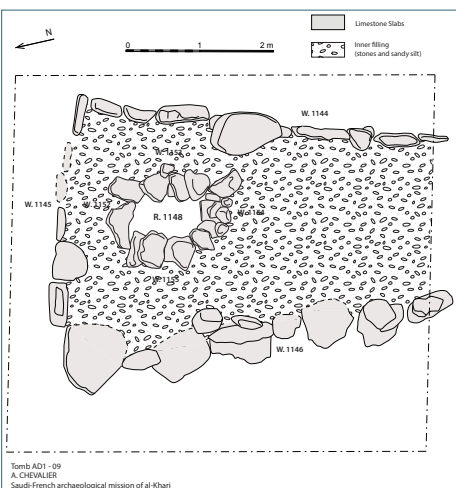 N
0 1 2 m
Limestone Slabs
Inner filling
(stones and sandy silt)
W. 1144
W. 1145
R. 1148
W. 1146
Tomb AD1 - 09
A. CHEVALIER
Saudi-French archaeological mission of al-Kharj